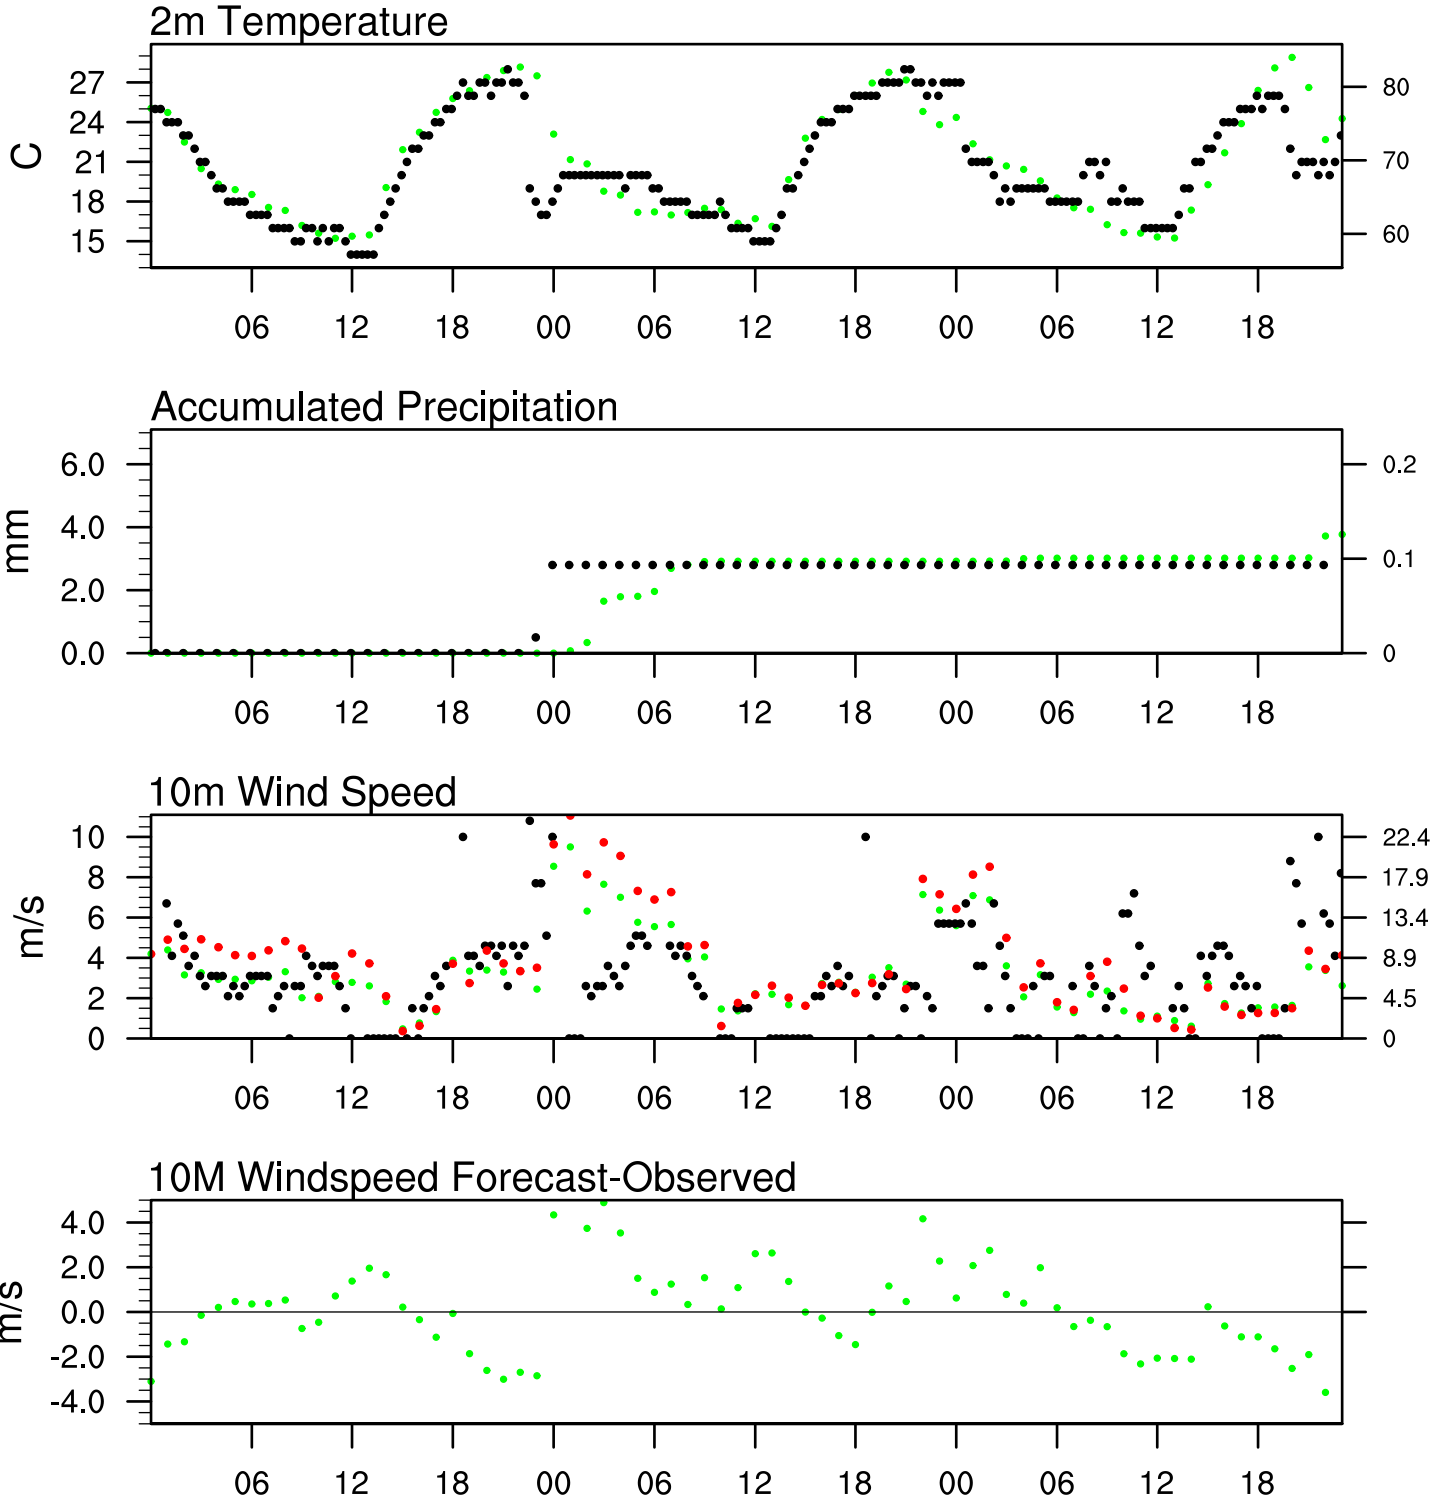 2m Temperature
C
27
24
21
18
15
80
70
60
06 12 18 00 06 12 18 00 06 12 18
Accumulated Precipitation
mm
6.0
4.0
2.0
0.0
0.2
0.1
0
06 12 18 00 06 12 18 00 06 12 18
10m Wind Speed
m/s
10
8
6
4
2
0
22.4
17.9
13.4
8.9
4.5
0
06 12 18 00 06 12 18 00 06 12 18
10M Windspeed Forecast-Observed
m/s
4.0
2.0
0.0
-2.0
-4.0
06 12 18 00 06 12 18 00 06 12 18